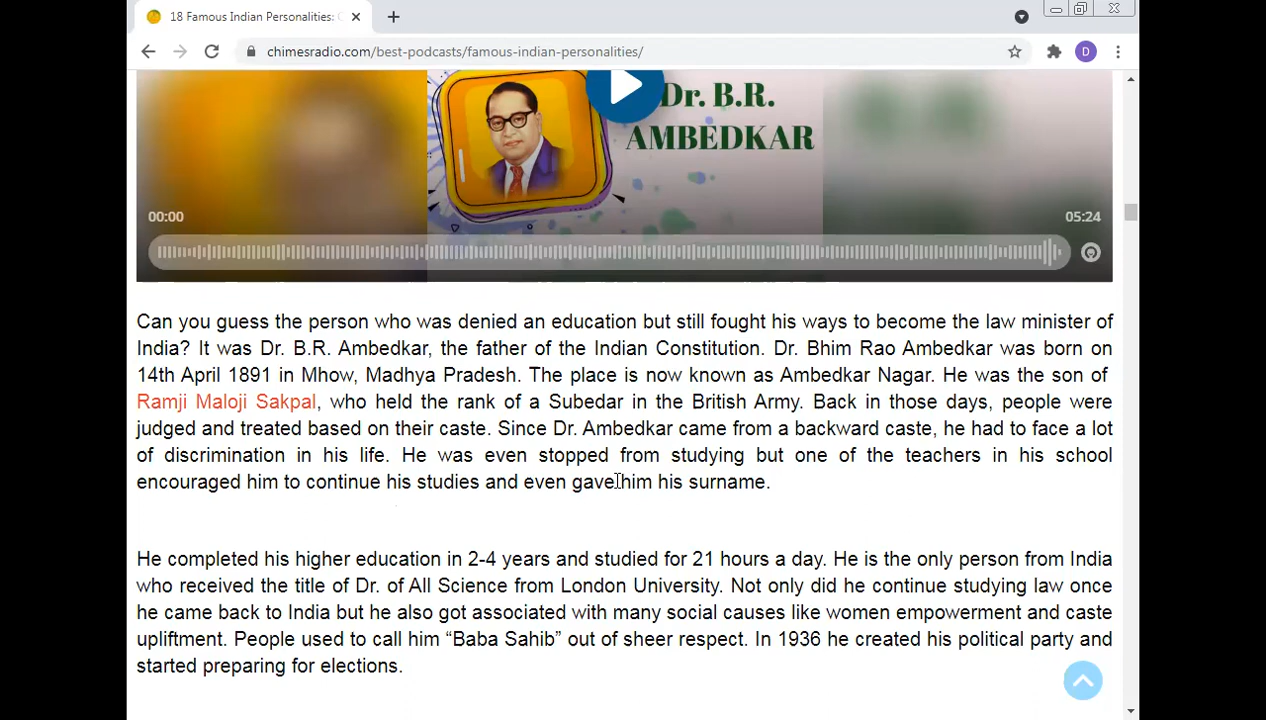 18 Famous Indian Personalities:
chimesradio.com/best-podcasts/famous-indian-personalities/
D
Dr. B.R.
AMBEDKAR
00:00
05:24
Can you guess the person who was denied an education but still fought his ways to become the law minister of
India? It was Dr. B.R. Ambedkar, the father of the Indian Constitution. Dr. Bhim Rao Ambedkar was born on
14th April 1891 in Mhow, Madhya Pradesh. The place is now known as Ambedkar Nagar. He was the son of
Ramji Maloji Sakpal, who held the rank of a Subedar in the British Army. Back in those days, people were
judged and treated based on their caste. Since Dr. Ambedkar came from a backward caste, he had to face a lot
of discrimination in his life. He was even stopped from studying but one of the teachers in his school
encouraged him to continue his studies and even gave him his surname.
He completed his higher education in 2-4 years and studied for 21 hours a day. He is the only person from India
who received the title of Dr. of All Science from London University. Not only did he continue studying law once
he came back to India but he also got associated with many social causes like women empowerment and caste
upliftment. People used to call him “Baba Sahib” out of sheer respect. In 1936 he created his political party and
started preparing for elections.